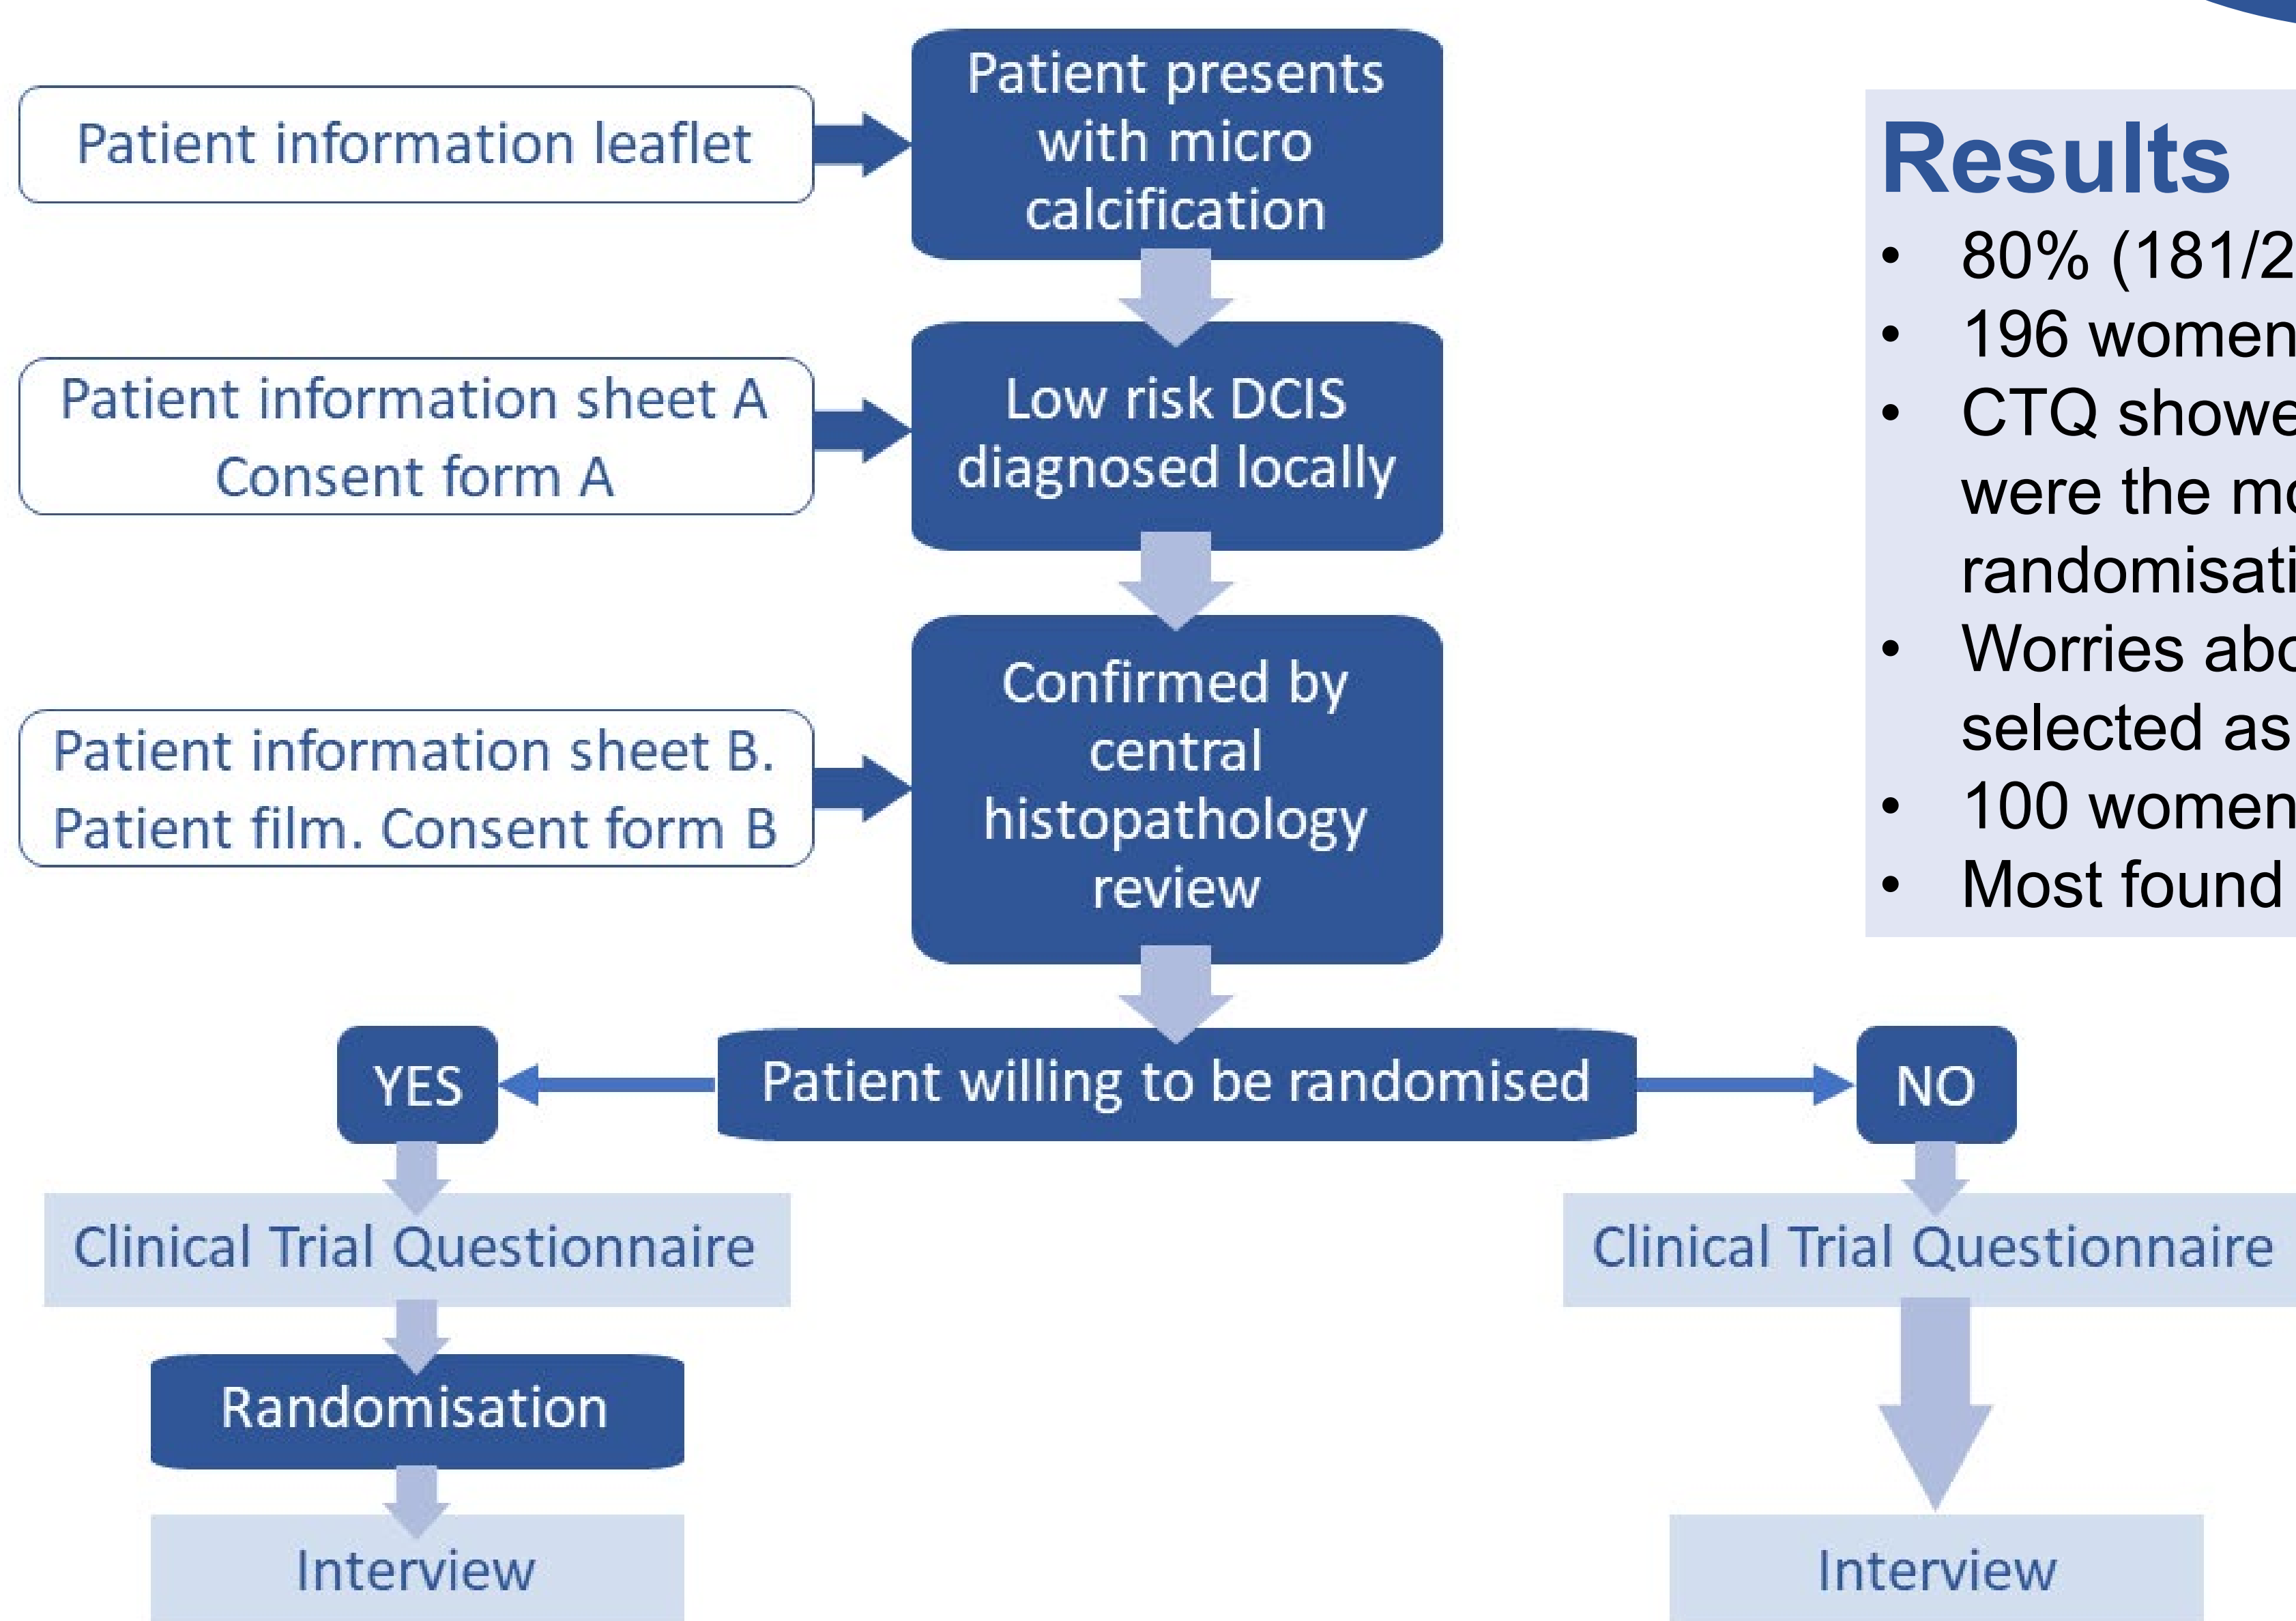 Patient information leaflet
Patient presents
with micro
calcification
Patient information sheet A
Consent form A
Low risk DCIS
diagnosed locally
Patient information sheet B.
Patient film. Consent form B
Confirmed by
central
histopathology
review
Patient willing to be randomised
YES
NO
Clinical Trial Questionnaire
Clinical Trial Questionnaire
Randomisation
Interview
Interview
Results
• 80% (181/2
• 196 women
• CTQ showe
were the mo
randomisati
• Worries abo
selected as
• 100 women
• Most found